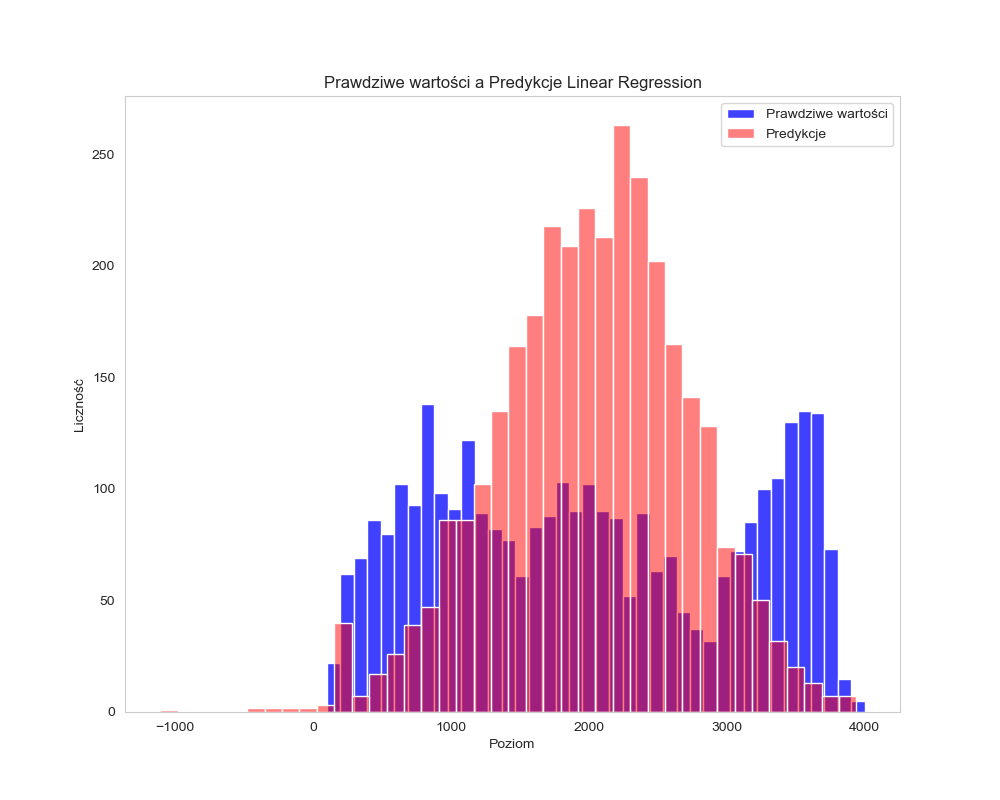 Prawdziwe wartości a Predykcje Linear Regression
Prawdziwe wartości
Predykcje
250
200
150
100
50
0
Liczność
−1000
0
1000
2000
3000
4000
Poziom